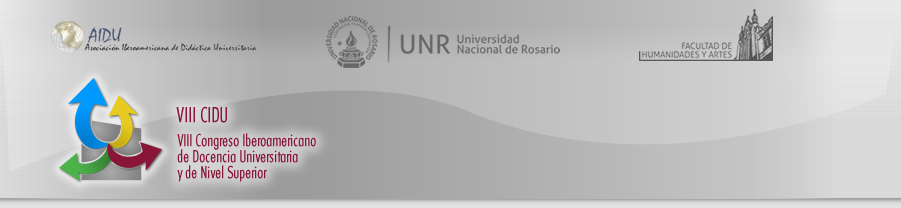 AIDU
Asociación Iberoamericana de Didáctica Universitaria
UNIVERSIDAD NACIONAL DE ROSARIO
UNR
Universidad
Nacional de Rosario
FACULTAD DE
HUMANIDADES Y ARTES
VIII CIDU
VIII Congreso Iberoamericano
de Docencia Universitaria
y de Nivel Superior